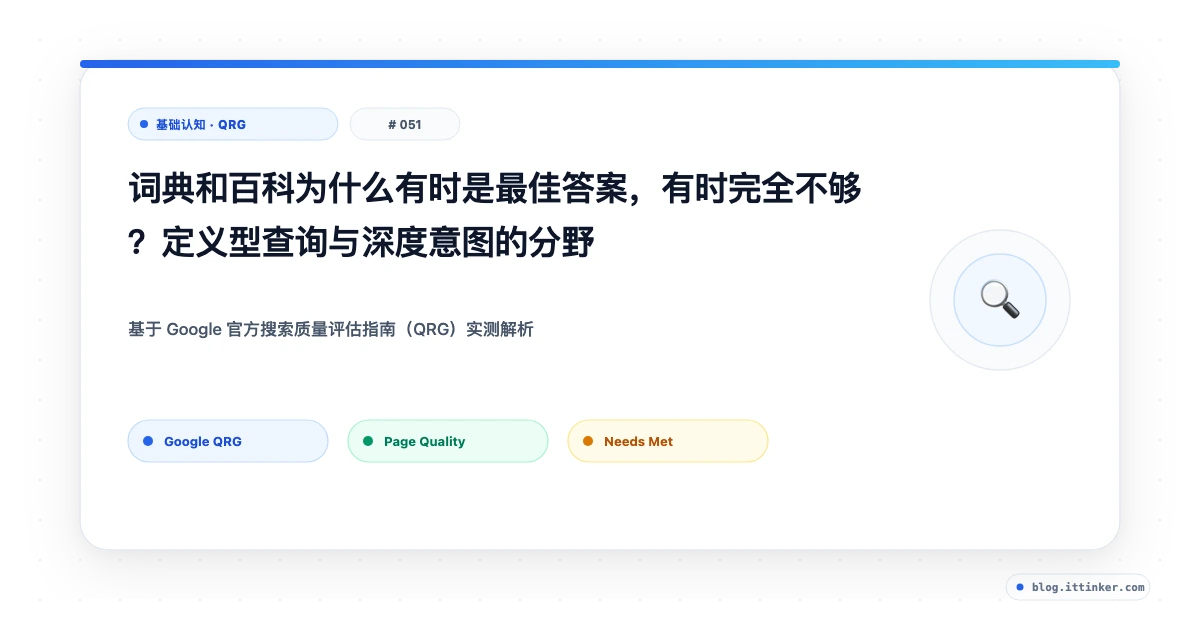 基础认知 · QRG
# 051
词典和百科为什么有时是最佳答案，有时完全不够
？定义型查询与深度意图的分野
基于 Google 官方搜索质量评估指南（QRG）实测解析
Google QRG
Page Quality
Needs Met
blog.ittinker.com